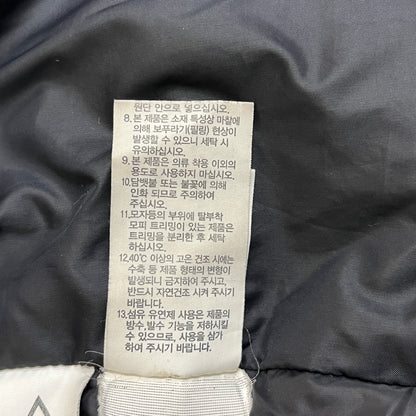 원단 안으로 넣으십시오.
8.본 제품은 소재 특성상 마찰에
의해 보푸라기(필링) 현상이
발생할 수 있으니 세탁 시
유의하십시오.
9.본 제품은 의류 착용 이외의
용도로 사용하지 마십시오.
10.담뱃불 또는 불꽃에 의해
인화 되므로 주의하여
주십시오.
11.모자등의 부위에 탈부착
모피 트리밍이 있는 제품은
트리밍을 분리한 후 세탁
하십시오.
12.40℃ 이상의 고온 건조 시에는
수축 등 제품 형태의 변형이
발생되니 금지하여 주시고,
반드시 자연건조 시켜 주시기
바랍니다.
13.섬유 유연제 사용은 제품의
방수,발수 기능을 저하시킬
수 있으므로, 사용을 금
하여 주시기 바랍니다.